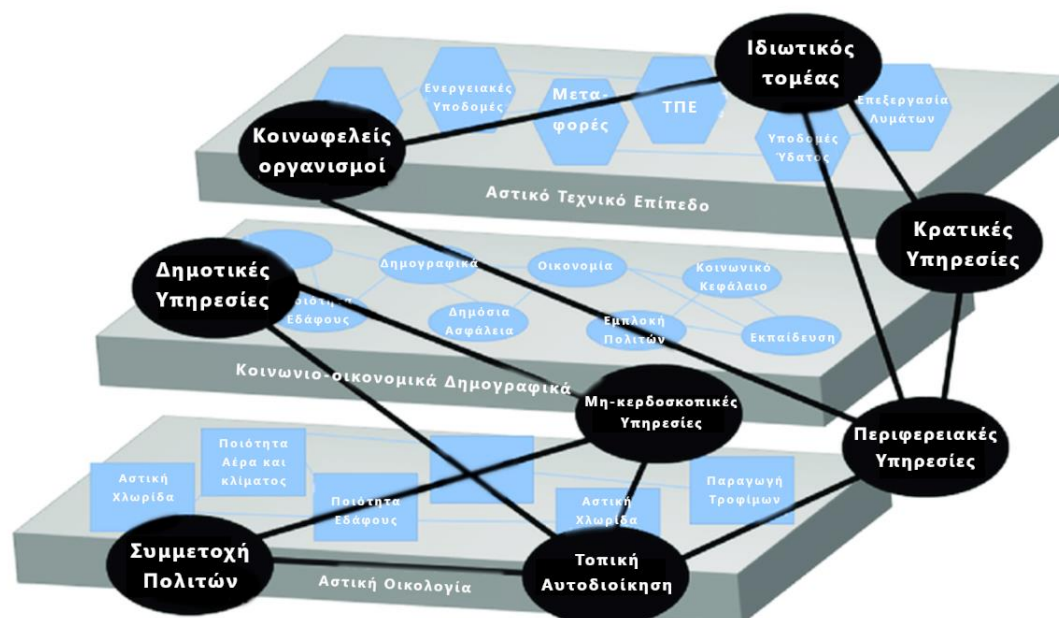 Ιδιωτικός
τομέας
Ενεργειακές
Υποδομές
Μετα-
φορές
ΤΠΕ
Υποδομές
Ύδατος
Επεξεργασία
Λυμάτων
Κοινωφελείς
οργανισμοί
Αστικό Τεχνικό Επίπεδο
Κρατικές
Υπηρεσίες
Δημοτικές
Υπηρεσίες
Εδάφους
Δημογραφικά
Δημόσια
Ασφάλεια
Οικονομία
Εμπλοκή
Πολιτών
Κοινωνικό
Κεφάλαιο
Εκπαίδευση
Κοινωνιο-οικονομικά Δημογραφικά
Μη-κερδοσκοπικές
Υπηρεσίες
Περιφερειακές
Υπηρεσίες
Αστική
Χλωρίδα
Ποιότητα
Αέρα και
κλίματος
Ποιότητα
Εδάφους
Αστική
Χλωρίδα
Παραγωγή
Τροφίμων
Συμμετοχή
Πολιτών
Τοπική
Αυτοδιοίκηση
Αστική Οικολογία